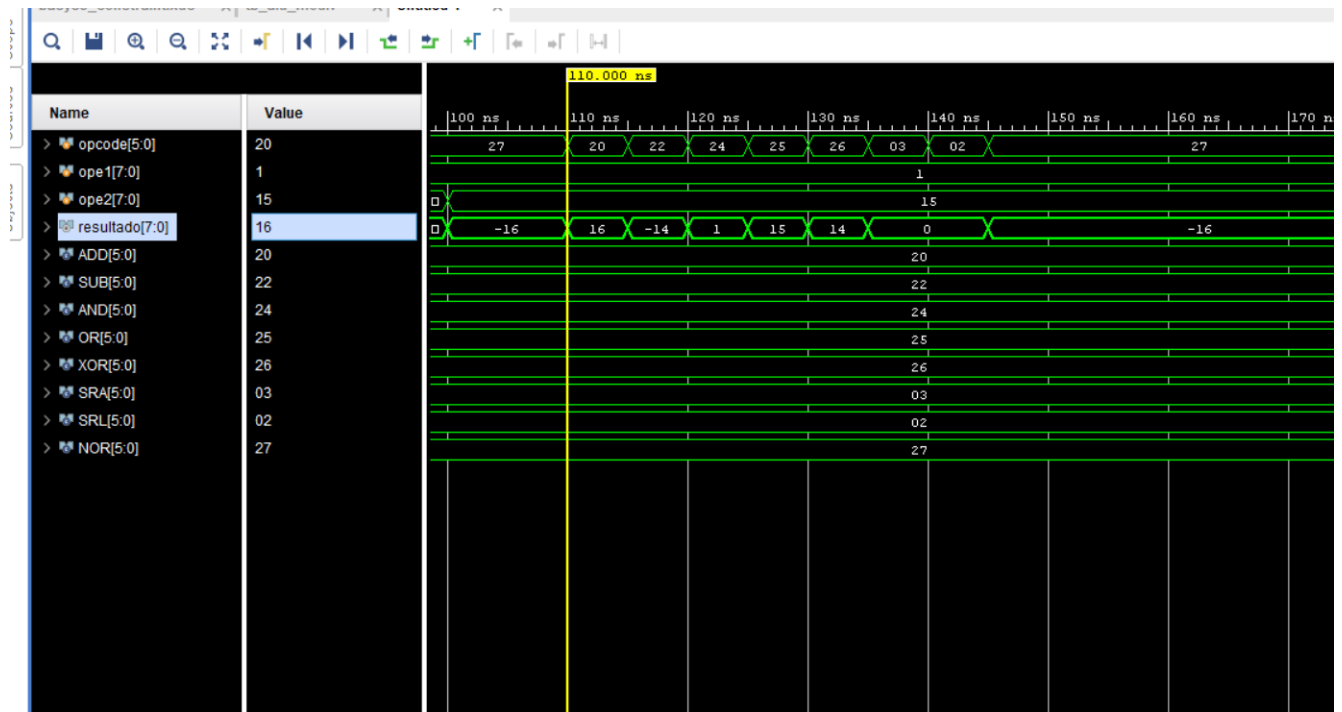 110.000 ns
Name Value
100 ns 110 ns 120 ns 130 ns 140 ns 150 ns 160 ns 170 n
opcode[5:0] 20 27 20 22 24 25 26 03 02 27
ope1[7:0] 1 1
ope2[7:0] 15 15
resultado[7:0] 16 -16 16 -14 1 15 14 0 -16
ADD[5:0] 20 20
SUB[5:0] 22 22
AND[5:0] 24 24
OR[5:0] 25 25
XOR[5:0] 26 26
SRA[5:0] 03 03
SRL[5:0] 02 02
NOR[5:0] 27 27